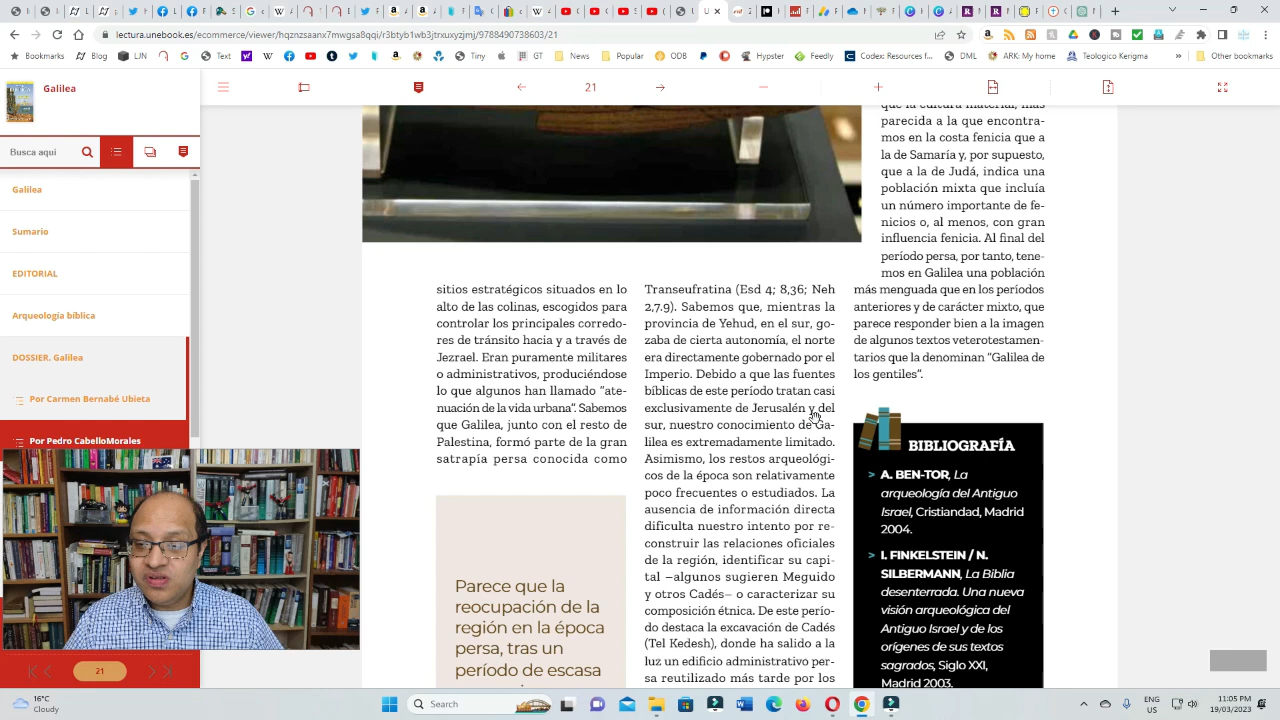 lectura.unebook.es/ecommerce/viewer/hqdnzsaanx7mwgsa8qqi/r3btyb1wb3jtrxuxyzjmyj/9788490738603/21
Bookmarks
Blog
LJN
Text
W
GT
News
Popular
ODB
Hypster
Feedly
Codex Resources f...
DML
ARK: My home
Teologico Kerigma
»
Galilea
21
Busca aquí
Galilea
Sumario
EDITORIAL
Arqueología bíblica
DOSSIER. Galilea
Por Carmen Bernabé Ubieta
Por Pedro CabelloMorales
21
sitios estratégicos situados en lo
alto de las colinas, escogidos para
controlar los principales corredo-
res de tránsito hacia y a través de
Jezrael. Eran puramente militares
o administrativos, produciéndose
lo que algunos han llamado “ate-
nuación de la vida urbana”. Sabemos
que Galilea, junto con el resto de
Palestina, formó parte de la gran
satrapía persa conocida como
Parece que la
reocupación de la
región en la época
persa, tras un
período de escasa
Transeufratina (Esd 4; 8,36; Neh
2,7.9). Sabemos que, mientras la
provincia de Yehud, en el sur, go-
zaba de cierta autonomía, el norte
era directamente gobernado por el
Imperio. Debido a que las fuentes
bíblicas de este período tratan casi
exclusivamente de Jerusalén y del
sur, nuestro conocimiento de Ga-
lilea es extremadamente limitado.
Asimismo, los restos arqueológi-
cos de la época son relativamente
poco frecuentes o estudiados. La
ausencia de información directa
dificulta nuestro intento por re-
construir las relaciones oficiales
de la región, identificar su capi-
tal –algunos sugieren Meguido
y otros Cadés– o caracterizar su
composición étnica. De este perío-
do destaca la excavación de Cadés
(Tel Kedesh), donde ha salido a la
luz un edificio administrativo per-
sa reutilizado más tarde por los
que la cultura material, más
parecida a la que encontra-
mos en la costa fenicia que a
la de Samaría y, por supuesto,
que a la de Judá, indica una
población mixta que incluía
un número importante de fe-
nicios o, al menos, con gran
influencia fenicia. Al final del
período persa, por tanto, tene-
mos en Galilea una población
más menguada que en los períodos
anteriores y de carácter mixto, que
parece responder bien a la imagen
de algunos textos veterotestamen-
tarios que la denominan “Galilea de
los gentiles”.
BIBLIOGRAFÍA
> A. BEN-TOR, La
arqueología del Antiguo
Israel, Cristiandad, Madrid
2004.
> I. FINKELSTEIN / N.
SILBERMANN, La Biblia
desenterrada. Una nueva
visión arqueológica del
Antiguo Israel y de los
orígenes de sus textos
sagrados, Siglo XXI,
Madrid 2003.
16°C
Cloudy
Search
ENG
US
11:05 PM
19/03/2023